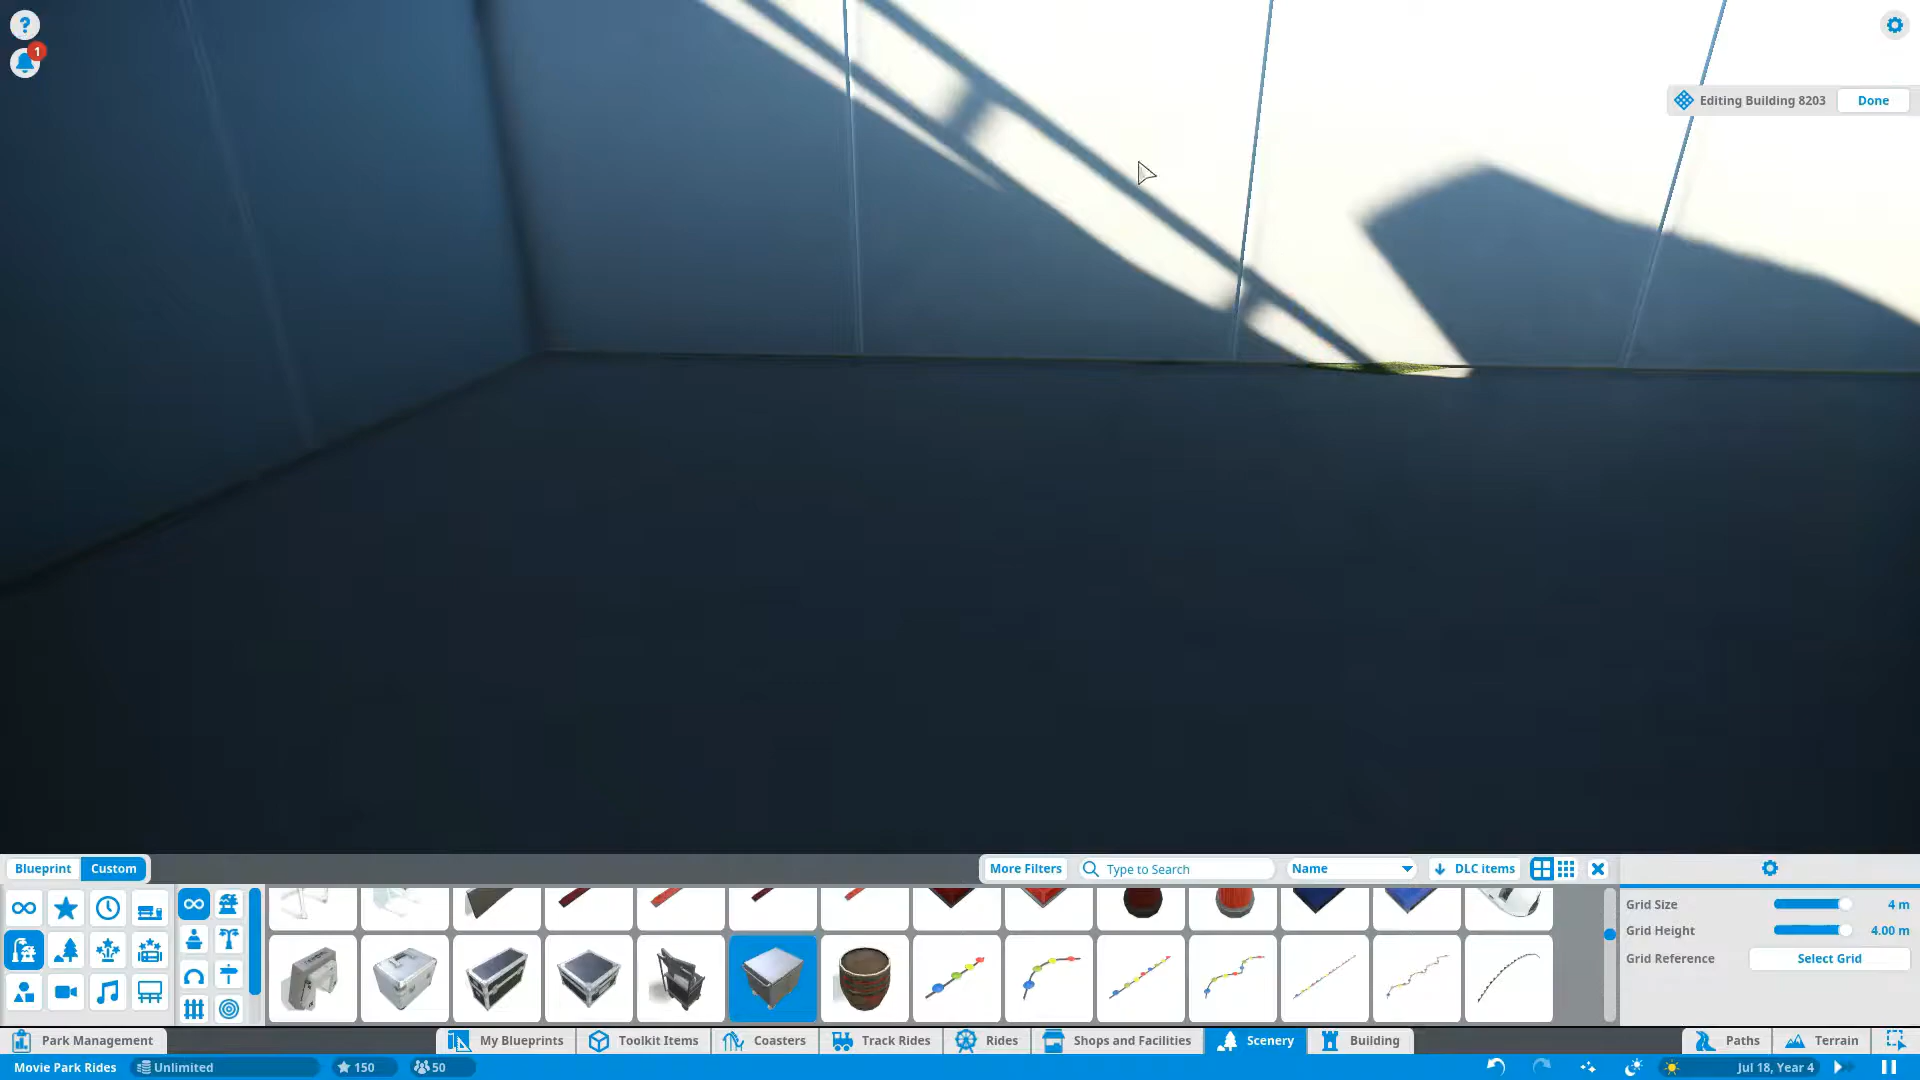 ?
1
Editing Building 8203 Done
Blueprint Custom
More Filters Type to Search Name DLC items
Grid Size 4 m
Grid Height 4.00 m
Grid Reference Select Grid
Park Management My Blueprints Toolkit Items Coasters Track Rides Rides Shops and Facilities Scenery Building Paths Terrain
Movie Park Rides Unlimited 150 50 Jul 18, Year 4